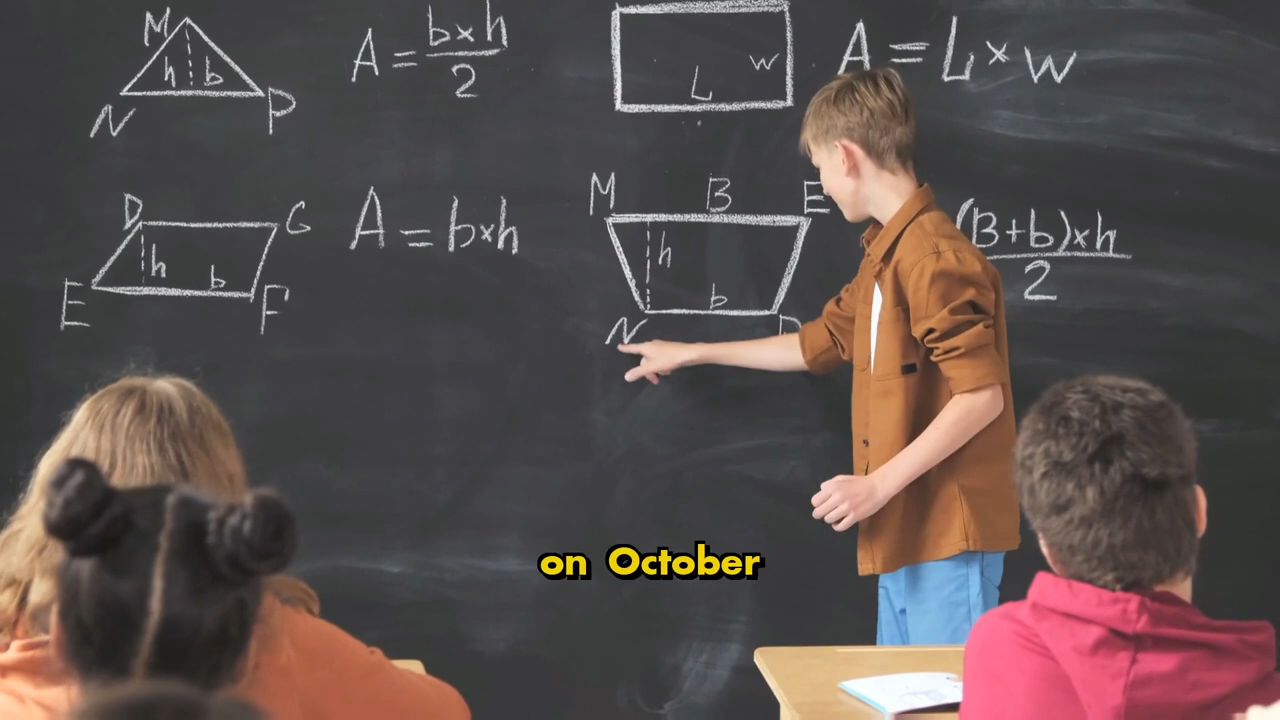 M
h b
N P
A = b×h
2
L W
A = L×W
D G
h b
E F
A = b×h
M B E
h
b
N
(B+b)×h
2
on October